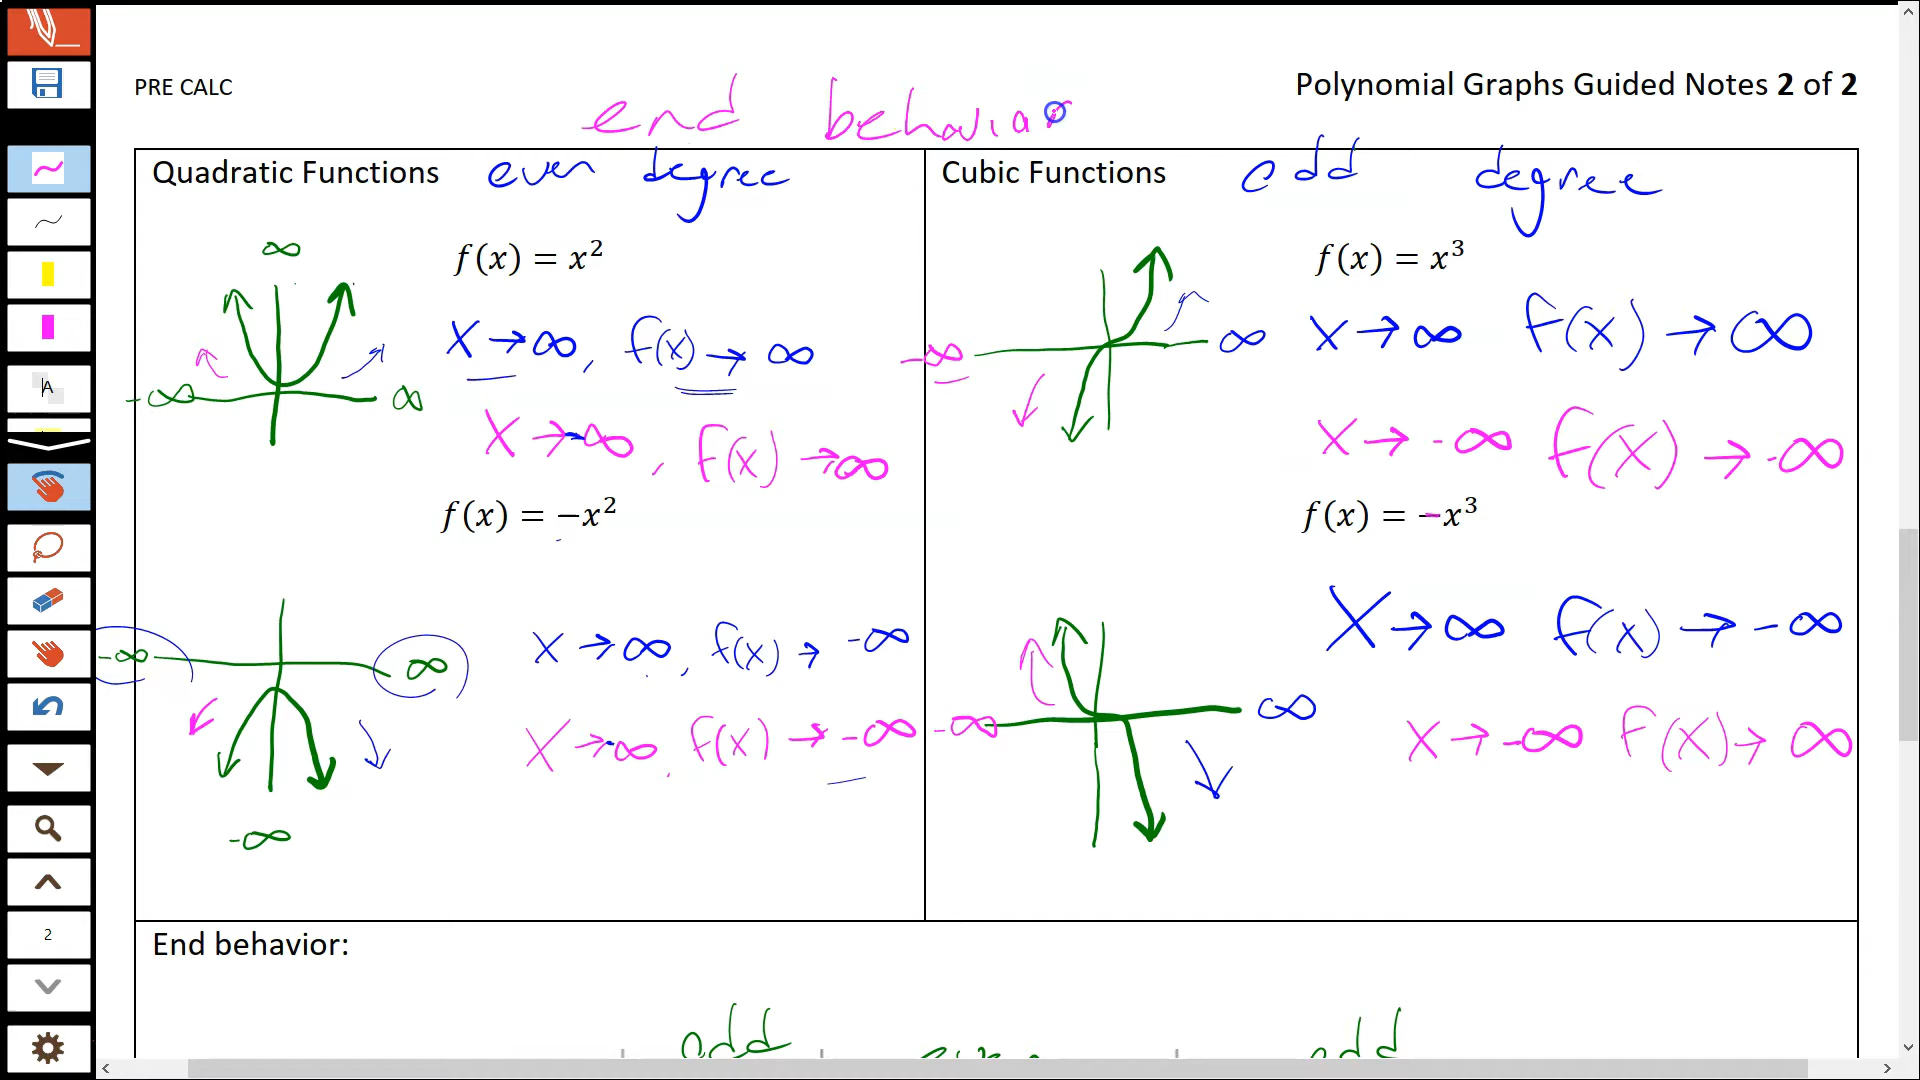 PRE CALC
Polynomial Graphs Guided Notes 2 of 2
end behavior
Quadratic Functions even degree
∞
f(x) = x²
x → ∞, f(x) → ∞
-∞ ∞
x → -∞, f(x) → ∞
f(x) = -x²
-∞ ∞
x → ∞, f(x) → -∞
x → -∞, f(x) → -∞
-∞
Cubic Functions odd degree
f(x) = x³
-∞ ∞
x → ∞ f(x) → ∞
x → -∞ f(x) → -∞
f(x) = -x³
x → ∞ f(x) → -∞
-∞ ∞
x → -∞ f(x) → ∞
End behavior:
odd odd
A
2